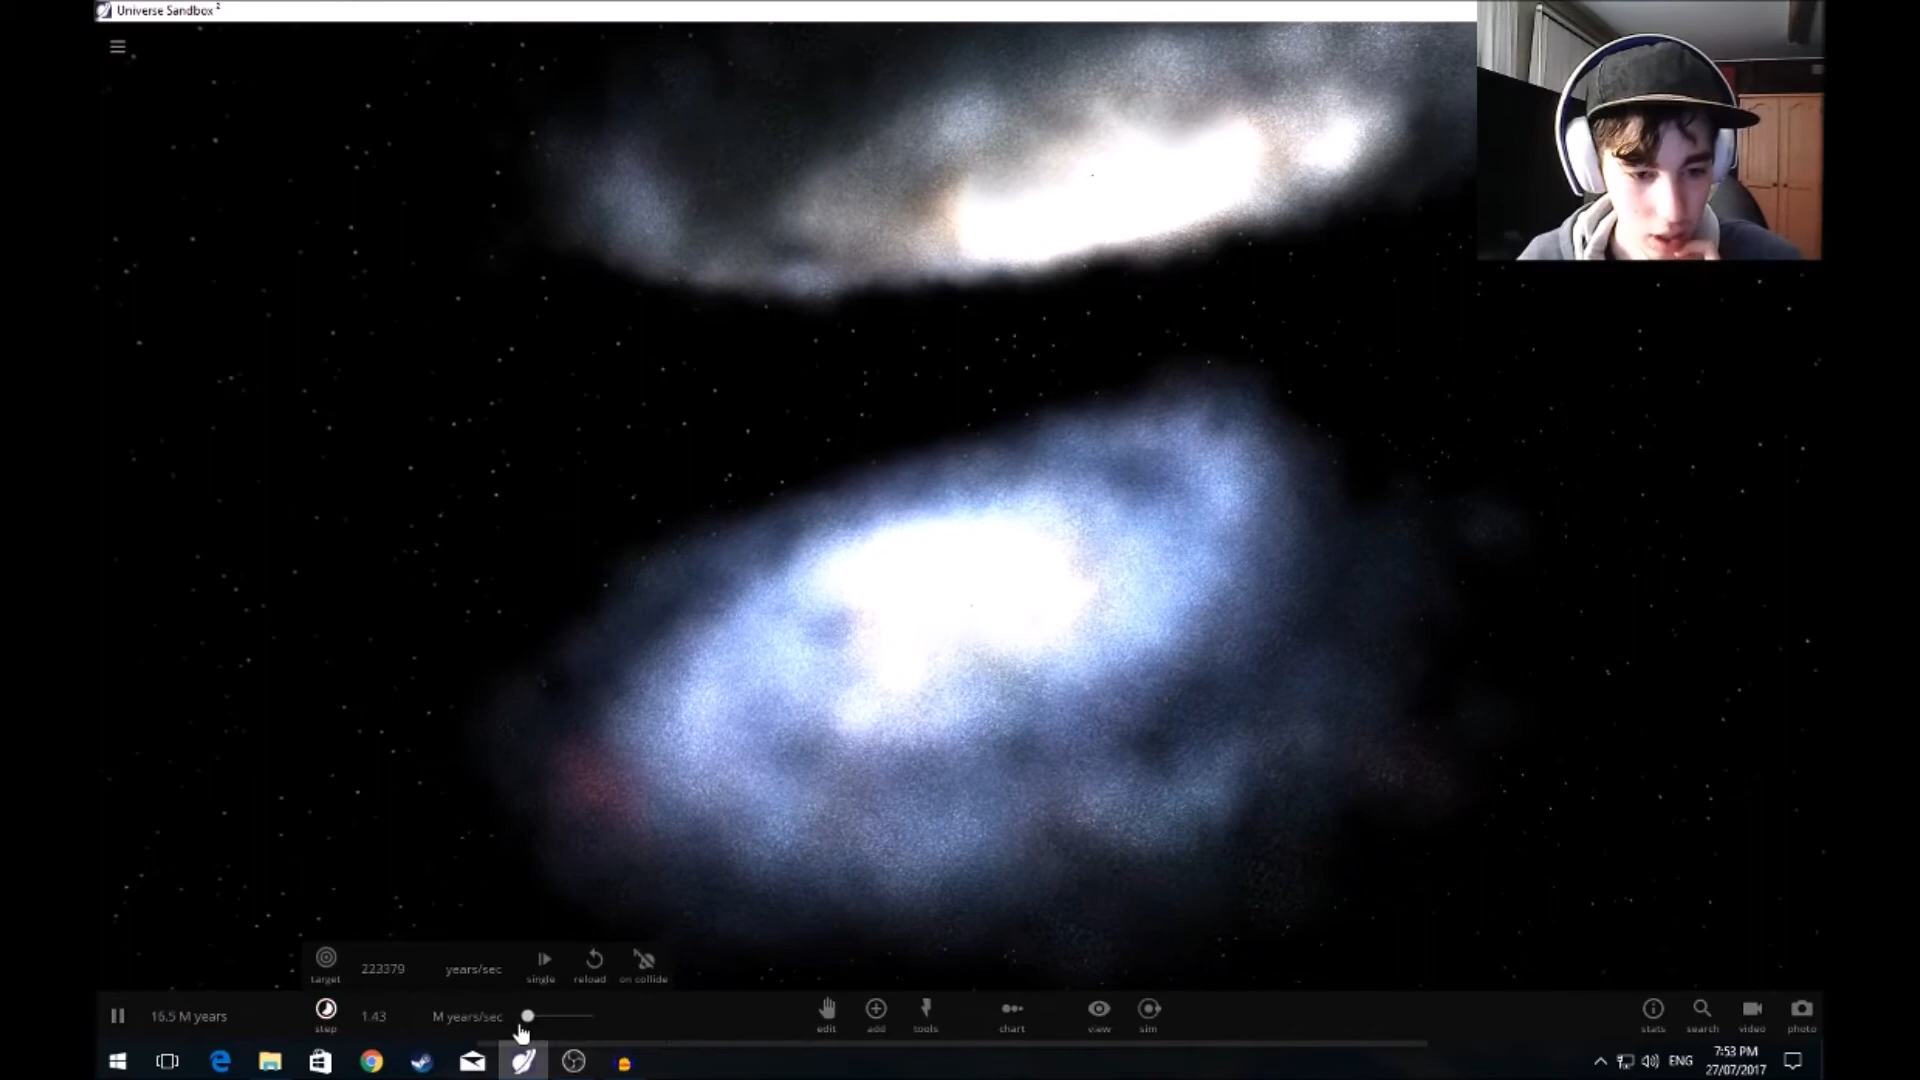 Universe Sandbox ²
target
223379
years/sec
single
reload
on collide
16.5 M years
step
1.43
M years/sec
edit
add
tools
chart
view
sim
stats
search
video
photo
ENG
7:53 PM
27/07/2017